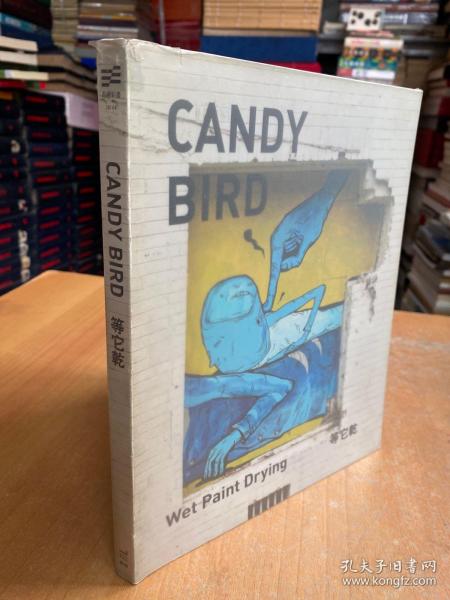 CANDY BIRD
等它乾
CANDY
BIRD
等它乾
Wet Paint Drying
孔夫子旧书网
www.kongfz.com